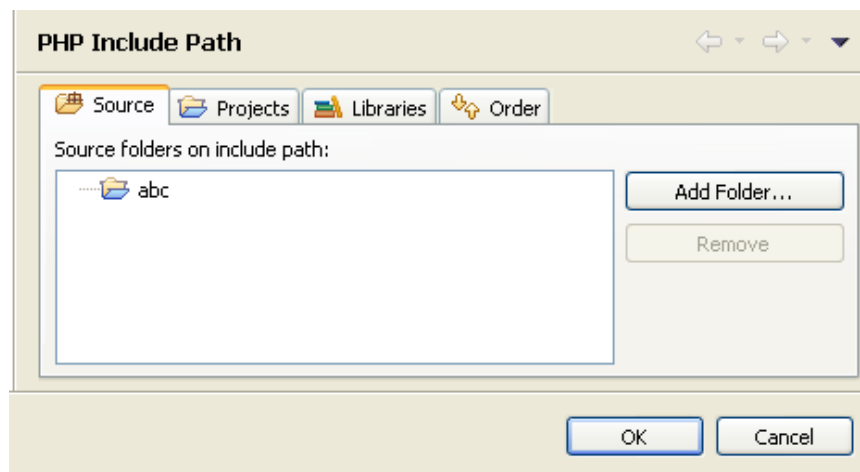 PHP Include Path
Source Projects Libraries Order
Source folders on include path:
abc
Add Folder...
Remove
OK Cancel